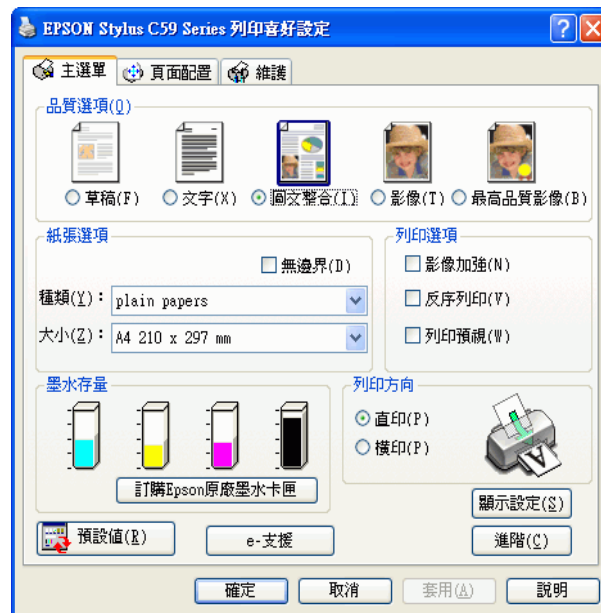 EPSON Stylus C59 Series 列印喜好設定
主選單 頁面配置 維護
品質選項(Q)
草稿(F) 文字(X) 圖文整合(I) 影像(T) 最高品質影像(B)
紙張選項
無邊界(D)
種類(Y)： plain papers
大小(Z)： A4 210 x 297 mm
列印選項
影像加強(N)
反序列印(V)
列印預視(W)
墨水存量
訂購Epson原廠墨水卡匣
列印方向
直印(P)
橫印(P)
A
顯示設定(S)
預設值(R) e-支援 進階(C)
確定 取消 套用(A) 說明